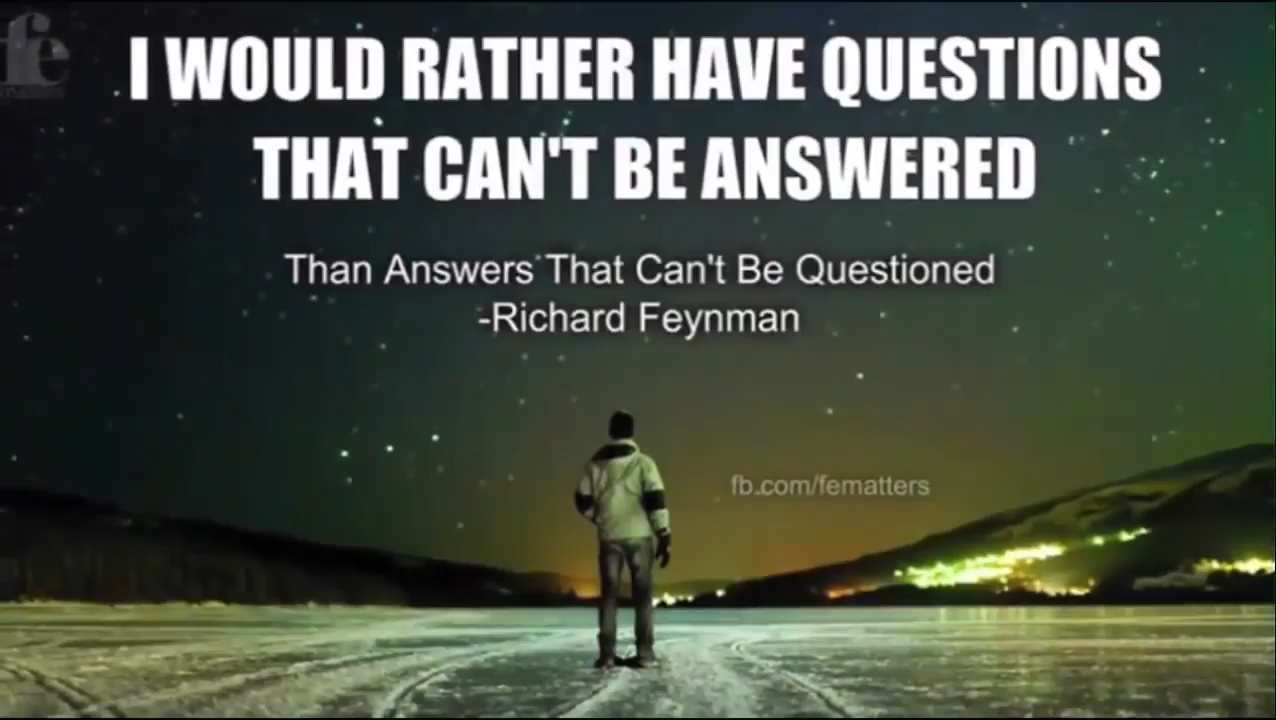 fe
I WOULD RATHER HAVE QUESTIONS
THAT CAN'T BE ANSWERED
Than Answers That Can't Be Questioned
-Richard Feynman
fb.com/fematters